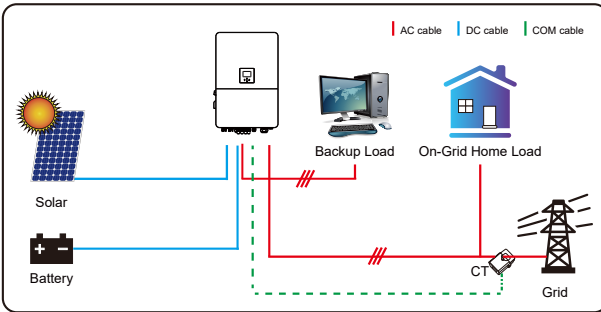 AC cable
DC cable
COM cable
Backup Load
On-Grid Home Load
Solar
Battery
CT
Grid